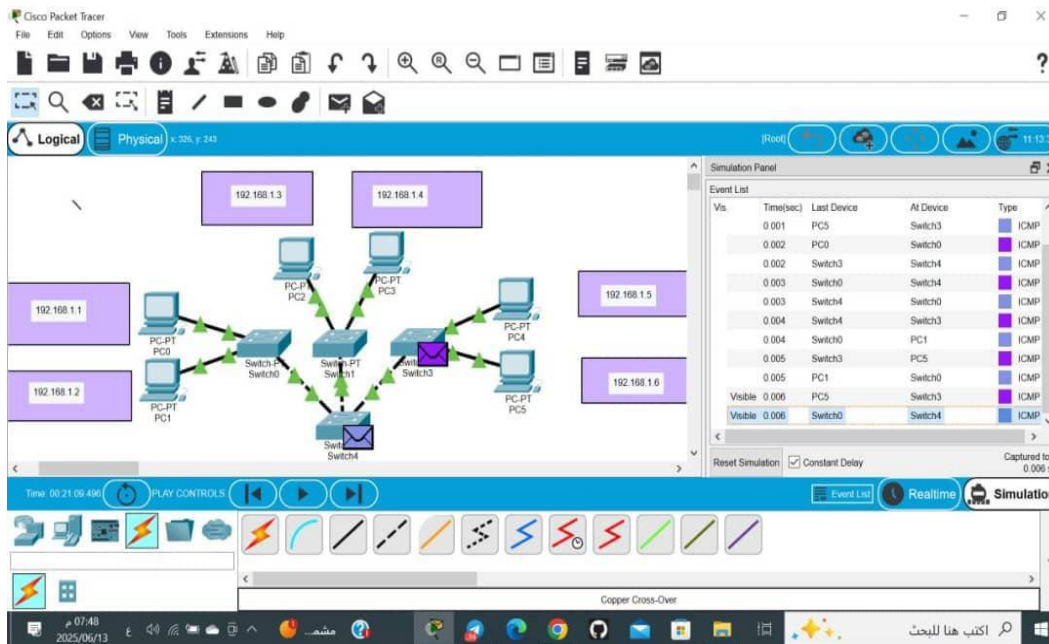 Cisco Packet Tracer
File Edit Options View Tools Extensions Help
?
Logical Physical x: 326, y: 243 [Root] 11:13:
192.168.1.3
192.168.1.4
192.168.1.1
192.168.1.2
192.168.1.5
192.168.1.6
PC-PT
PC2
PC-PT
PC3
PC-PT
PC0
PC-PT
PC1
PC-PT
PC4
PC-PT
PC5
Switch-P
Switch0
Switch-PT
Switch1
Switch3
Switch4
Simulation Panel
Event List
Vis. Time(sec) Last Device At Device Type
0.001 PC5 Switch3 ICMP
0.002 PC0 Switch0 ICMP
0.002 Switch3 Switch4 ICMP
0.003 Switch0 Switch4 ICMP
0.003 Switch4 Switch0 ICMP
0.004 Switch4 Switch3 ICMP
0.004 Switch0 PC1 ICMP
0.005 Switch3 PC5 ICMP
0.005 PC1 Switch0 ICMP
Visible 0.006 PC5 Switch3 ICMP
Visible 0.006 Switch0 Switch4 ICMP
Reset Simulation Constant Delay Captured to
0.006 s
Time: 00:21:09.496 PLAY CONTROLS Event List Realtime Simulation
Copper Cross-Over
07:48 م
2025/06/13
ع
مشم...
اكتب هنا للبحث